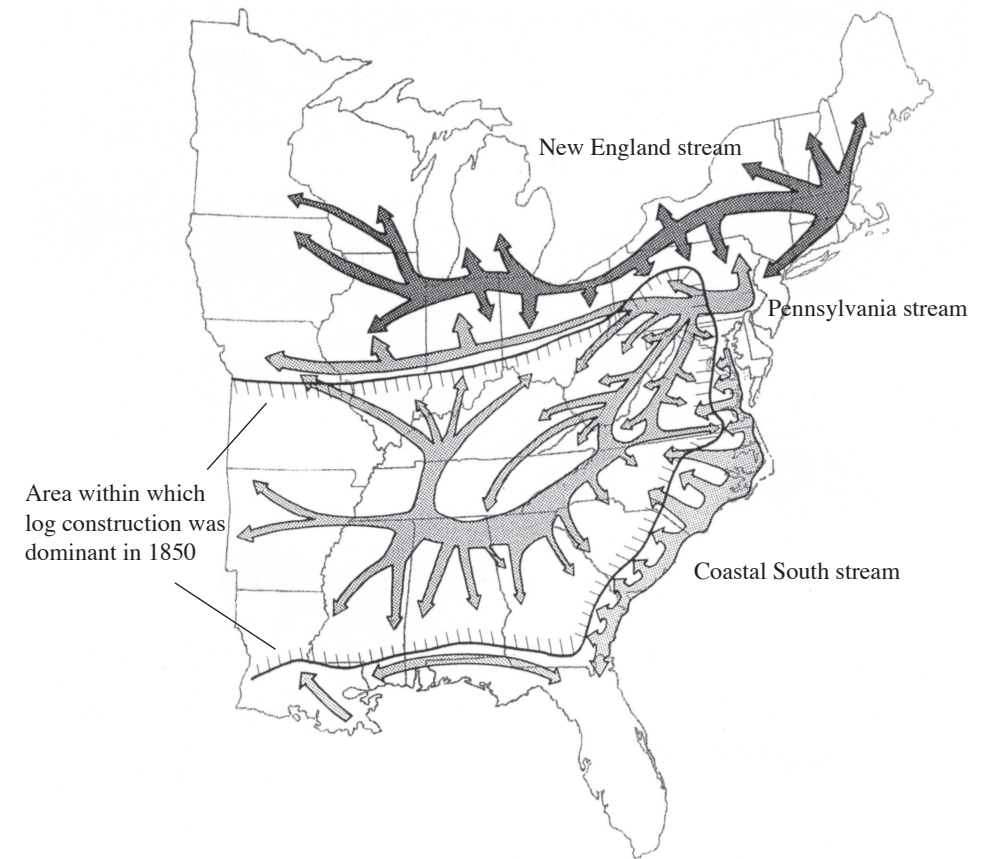 New England stream
Pennsylvania stream
Area within which
log construction was
dominant in 1850
Coastal South stream